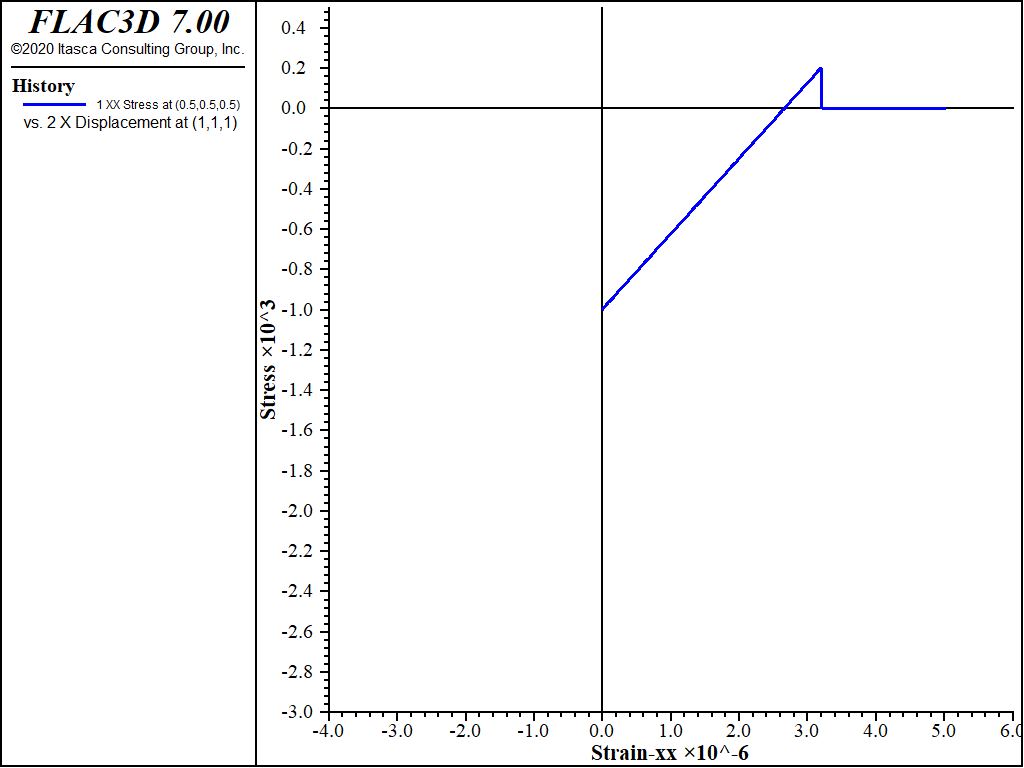 FLAC3D 7.00
©2020 Itasca Consulting Group, Inc.
History
1 XX Stress at (0.5,0.5,0.5)
vs. 2 X Displacement at (1,1,1)
0.4
0.2
0.0
-0.2
-0.4
-0.6
-0.8
-1.0
-1.2
-1.4
-1.6
-1.8
-2.0
-2.2
-2.4
-2.6
-2.8
-3.0
Stress ×10^3
-4.0 -3.0 -2.0 -1.0 0.0 1.0 2.0 3.0 4.0 5.0 6.0
Strain-xx ×10^-6